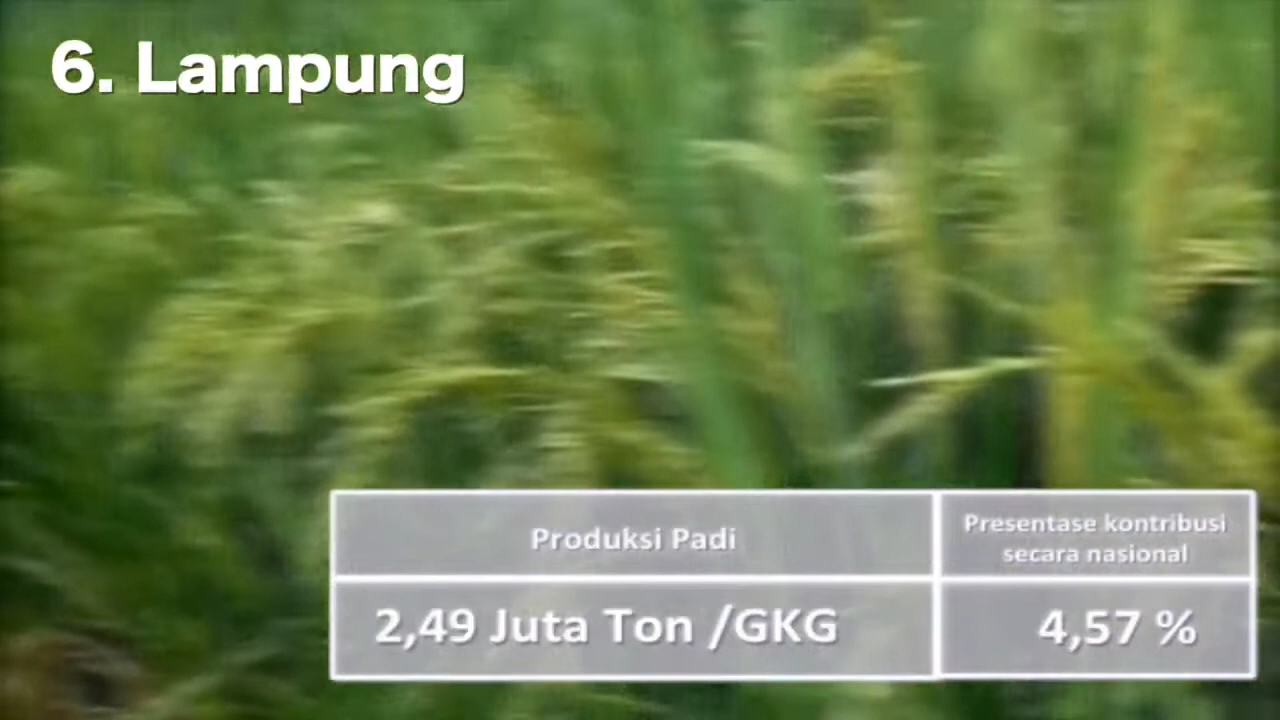 6. Lampung
Produksi Padi
Presentase kontribusi
secara nasional
2,49 Juta Ton /GKG
4,57 %